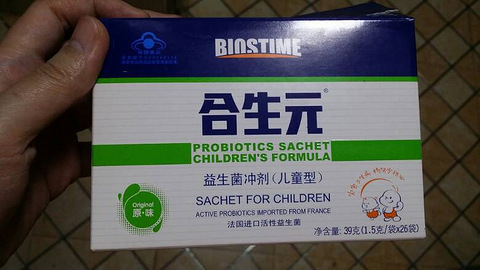 BIOSTIME
合生元®
PROBIOTICS SACHET
CHILDREN'S FORMULA
益生菌冲剂(儿童型)
SACHET FOR CHILDREN
ACTIVE PROBIOTICS IMPORTED FROM FRANCE
法国进口活性益生菌
Original
原·味
净含量: 39克(1.5克/袋x26袋)